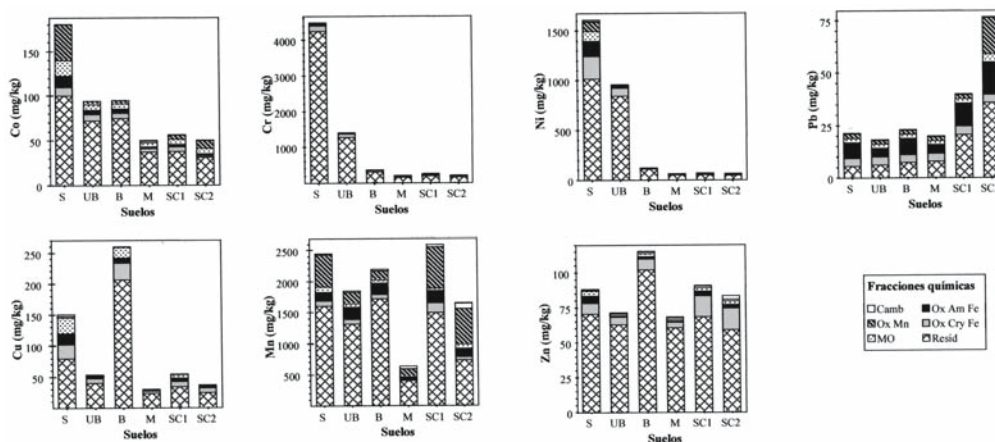 Co (mg/kg)
150
100
50
0
S UB B M SC1 SC2
Suelos
Cr (mg/kg)
4000
3000
2000
1000
S UB B M SC1 SC2
Suelos
Ni (mg/kg)
1500
1000
500
0
S UB B M SC1 SC2
Suelos
Pb (mg/kg)
75
50
25
0
S UB B M SC1 SC2
Suelos
Cu (mg/kg)
250
200
150
100
50
S UB B M SC1 SC2
Suelos
Mn (mg/kg)
2500
2000
1500
1000
500
S UB B M SC1 SC2
Suelos
Zn (mg/kg)
100
75
50
25
0
S UB B M SC1 SC2
Suelos
Fracciones químicas
Camb Ox Am Fe
Ox Mn Ox Cry Fe
MO Resid